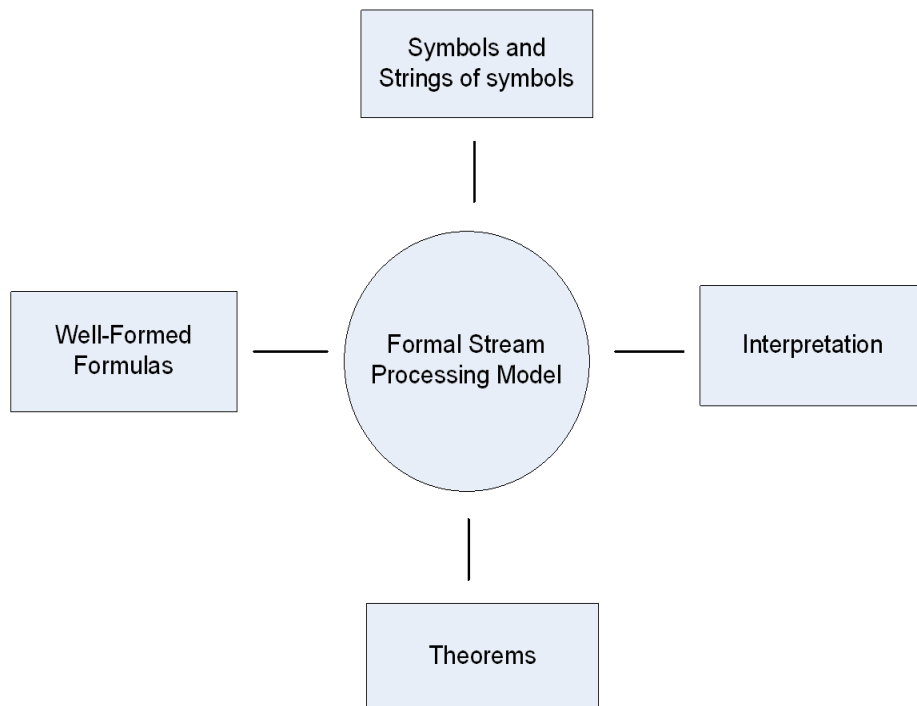 Symbols and
Strings of symbols
Well-Formed
Formulas
Formal Stream
Processing Model
Interpretation
Theorems